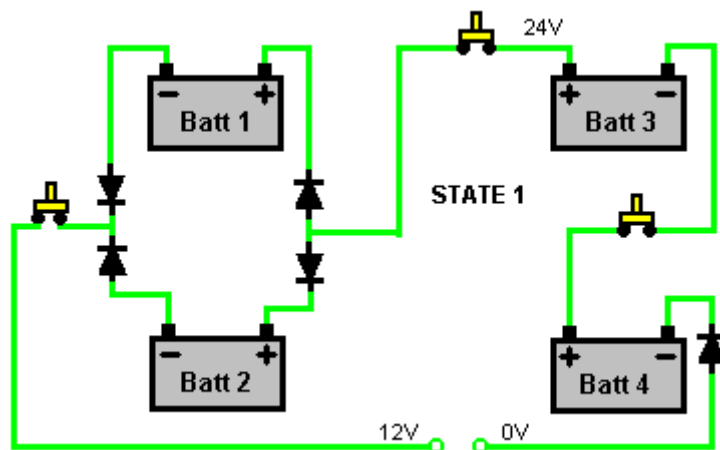 24V
− +
Batt 1
+ −
Batt 3
STATE 1
− +
Batt 2
+ −
Batt 4
12V 0V